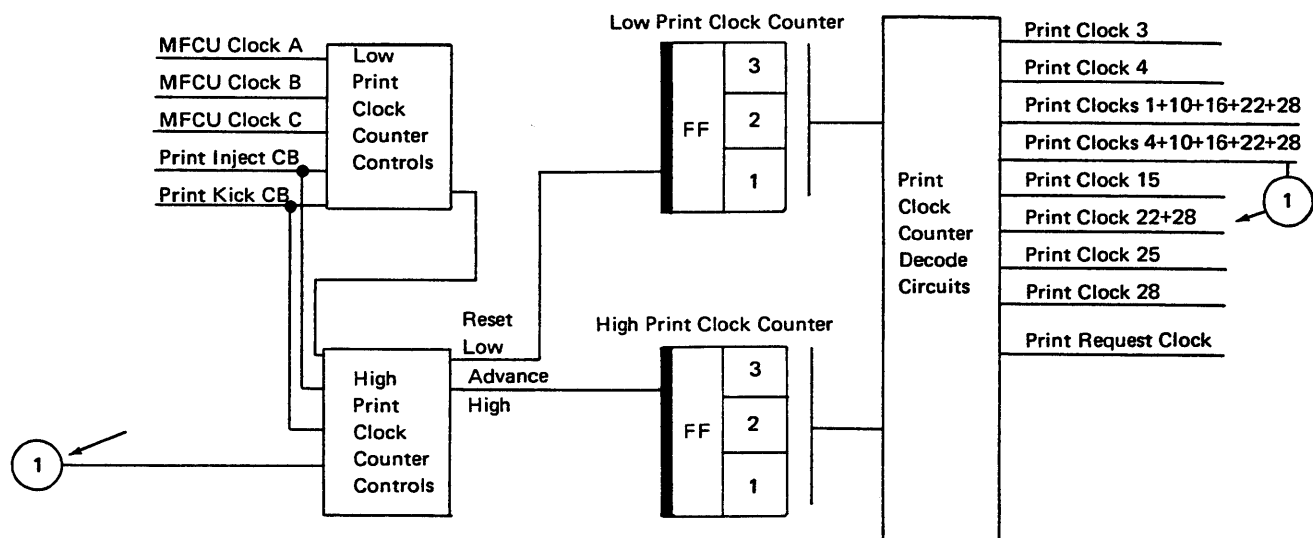 Low Print Clock Counter
MFCU Clock A
MFCU Clock B
MFCU Clock C
Print Inject CB
Print Kick CB
Low
Print
Clock
Counter
Controls
FF
3
2
1
Print
Clock
Counter
Decode
Circuits
Print Clock 3
Print Clock 4
Print Clocks 1+10+16+22+28
Print Clocks 4+10+16+22+28
Print Clock 15
1
Print Clock 22+28
Print Clock 25
Print Clock 28
Print Request Clock
Reset
Low
Advance
High
High Print Clock Counter
High
Print
Clock
Counter
Controls
FF
3
2
1
1